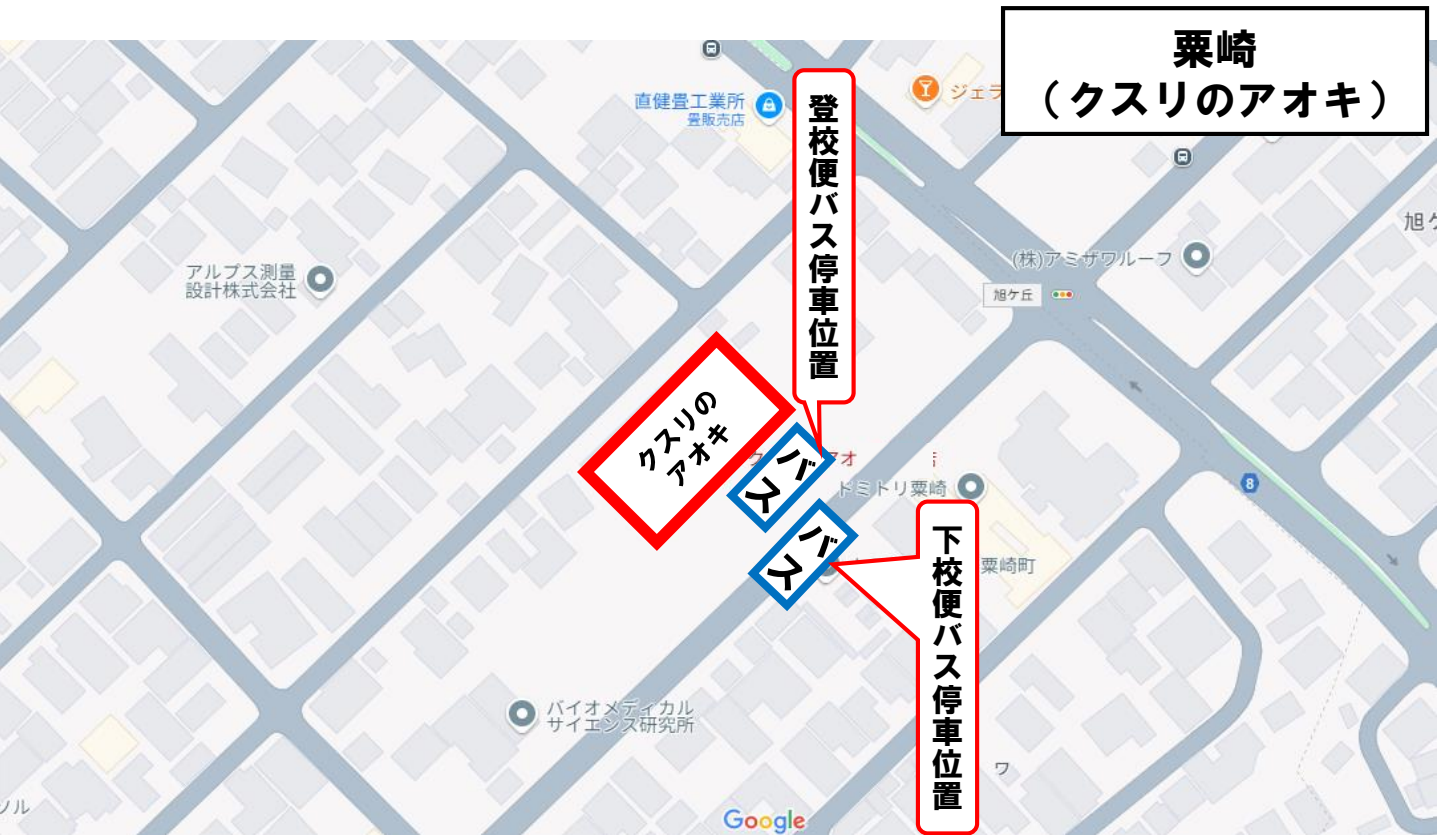 粟崎
（クスリのアオキ）
直健畳工業所
畳販売店
ジェラ
登校便バス停車位置
旭ケ
(株)アミザワルーフ
旭ケ丘
アルプス測量
設計株式会社
クスリの
アオキ
バス
アオ
ドミトリ粟崎
8
バス
下校便バス停車位置
粟崎町
バイオメディカル
サイエンス研究所
ワ
ソル
Google